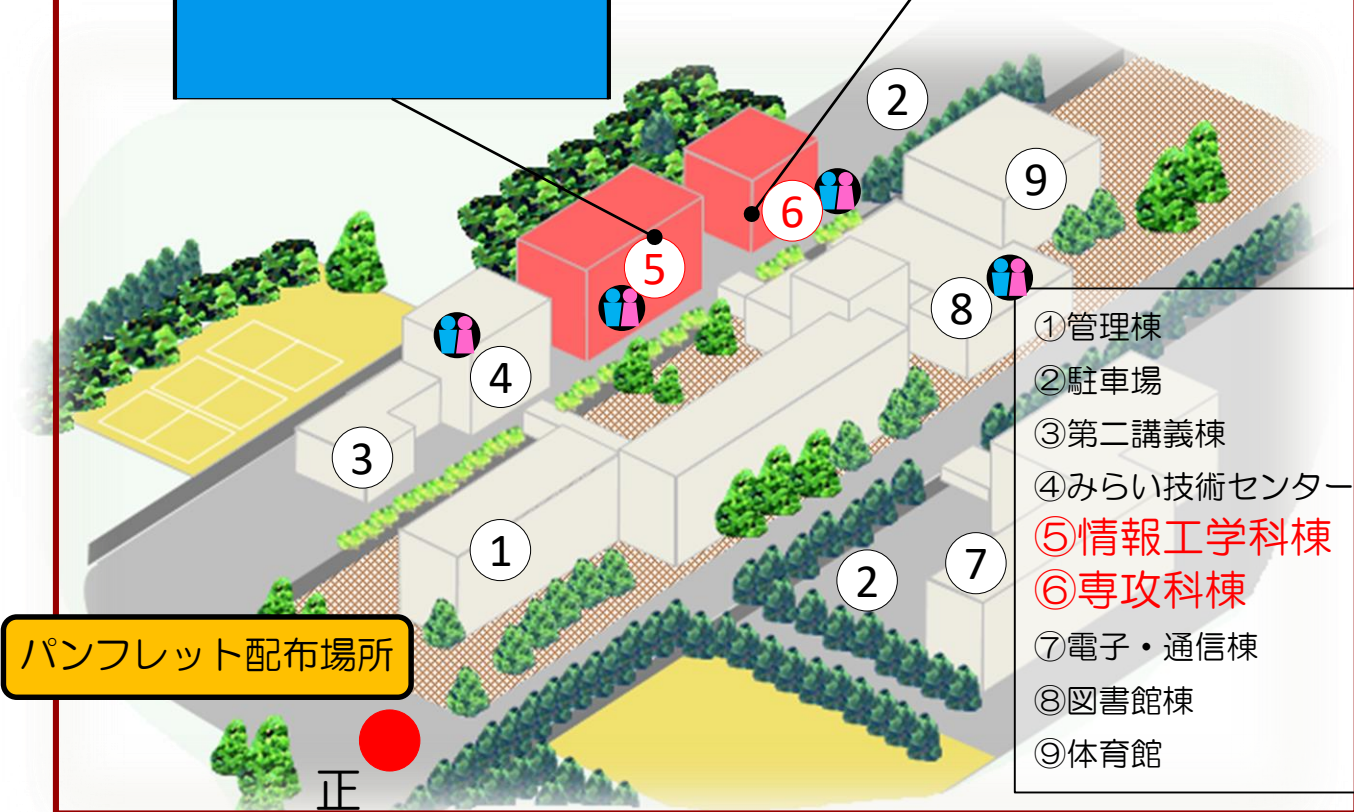 ②
⑨
⑥
⑤
⑧
④
③
①
②
⑦
①管理棟
②駐車場
③第二講義棟
④みらい技術センター
⑤情報工学科棟
⑥専攻科棟
⑦電子・通信棟
⑧図書館棟
⑨体育館
パンフレット配布場所
正